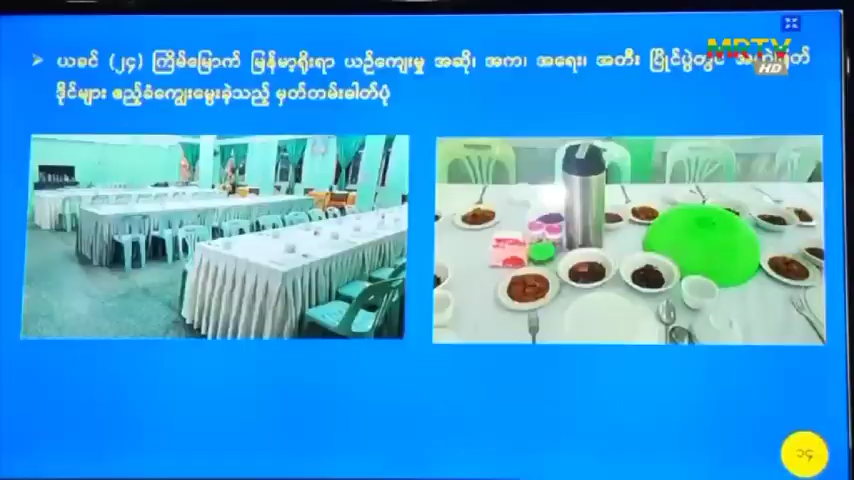 ➤ ယခင် (၂၄) ကြိမ်မြောက် မြန်မာ့ရိုးရာ ယဉ်ကျေးမှု အဆို၊ အက၊ အရေး၊ အတီး ပြိုင်ပွဲတွင်
ဒိုင်များ ဧည့်ခံကျွေးမွေးခဲ့သည့် မှတ်တမ်းဓါတ်ပုံ
MRTV
HD
၁၄